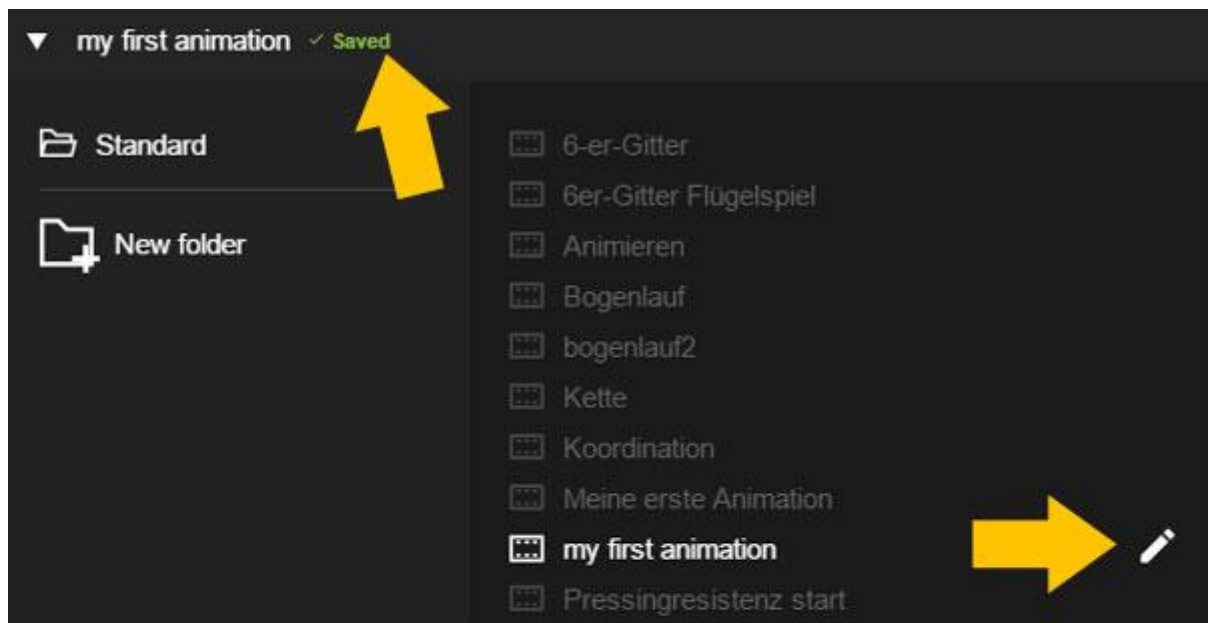 my first animation ✓ Saved
Standard
New folder
6-er-Gitter
6er-Gitter Flügelspiel
Animieren
Bogenlauf
bogenlauf2
Kette
Koordination
Meine erste Animation
my first animation
Pressingresistenz start